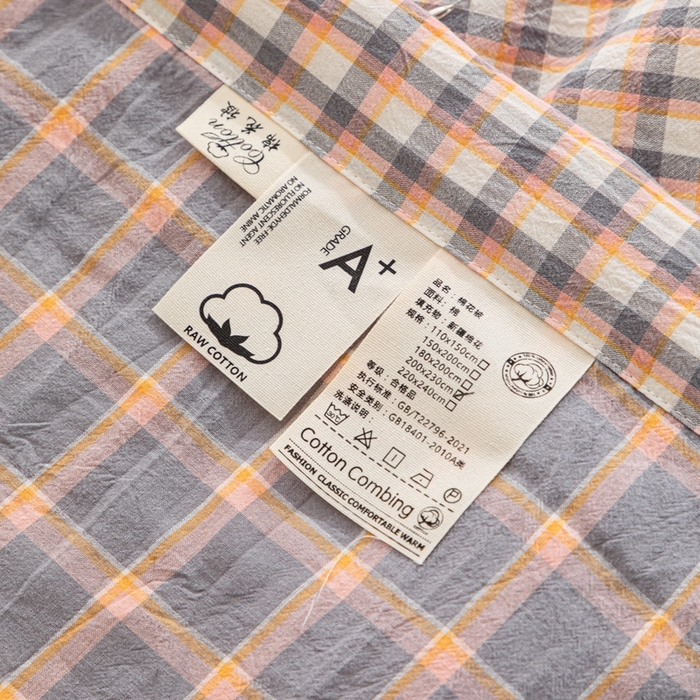 Cotton
棉花被
FORMALDEHYDE-FREE
NO FLUORESCENT AGENT
NO AROMATIC AMINE
A+
GRADE
RAW COTTON
品名：棉花被
面料：棉
填充物：新疆棉花
规格：110x150cm
150x200cm
180x200cm
200x230cm
220x240cm
等级：合格品
执行标准：GB/T22796-2021
安全类别：GB18401-2010A类
洗涤说明：
30℃
Cotton Combing
FASHION CLASSIC COMFORTABLE WARM